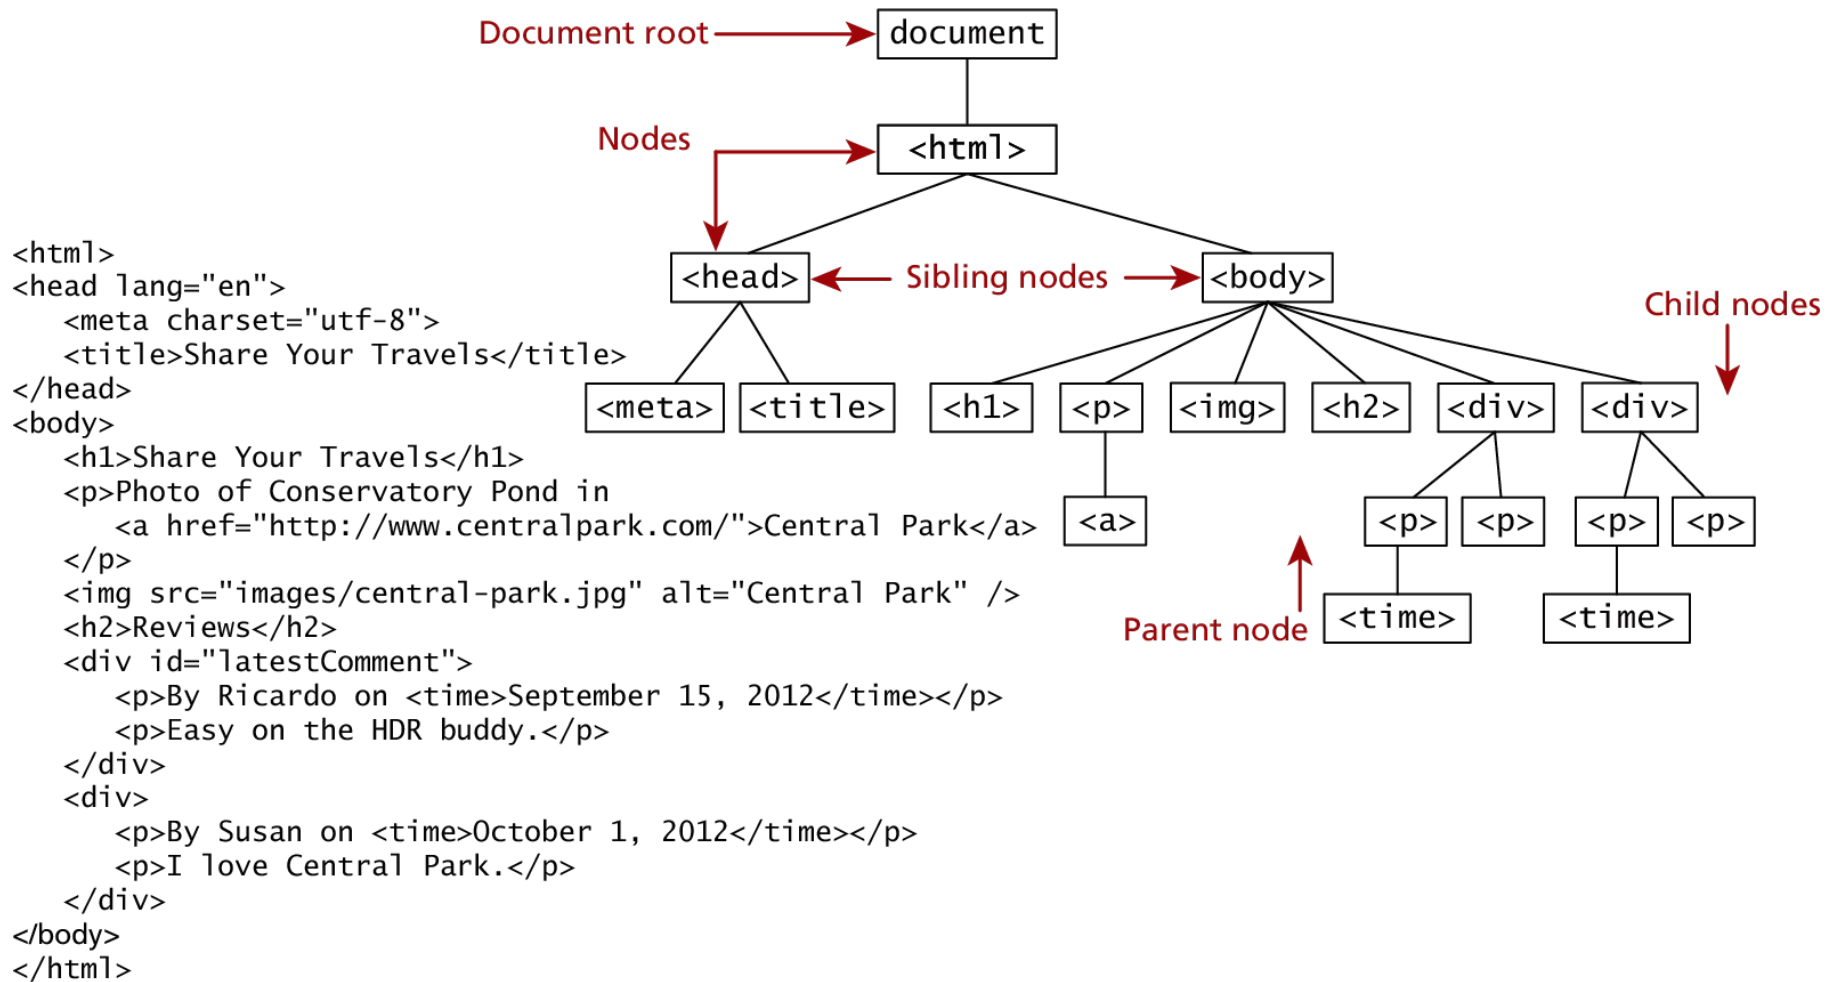 Document root
document
Nodes
<html>
<head>
Sibling nodes
<body>
Child nodes
<meta>
<title>
<h1>
<p>
<img>
<h2>
<div>
<div>
<a>
<p>
<p>
<p>
<p>
Parent node
<time>
<time>
<html>
<head lang="en">
<meta charset="utf-8">
<title>Share Your Travels</title>
</head>
<body>
<h1>Share Your Travels</h1>
<p>Photo of Conservatory Pond in
<a href="http://www.centralpark.com/">Central Park</a>
</p>
<img src="images/central-park.jpg" alt="Central Park" />
<h2>Reviews</h2>
<div id="latestComment">
<p>By Ricardo on <time>September 15, 2012</time></p>
<p>Easy on the HDR buddy.</p>
</div>
<div>
<p>By Susan on <time>October 1, 2012</time></p>
<p>I love Central Park.</p>
</div>
</body>
</html>